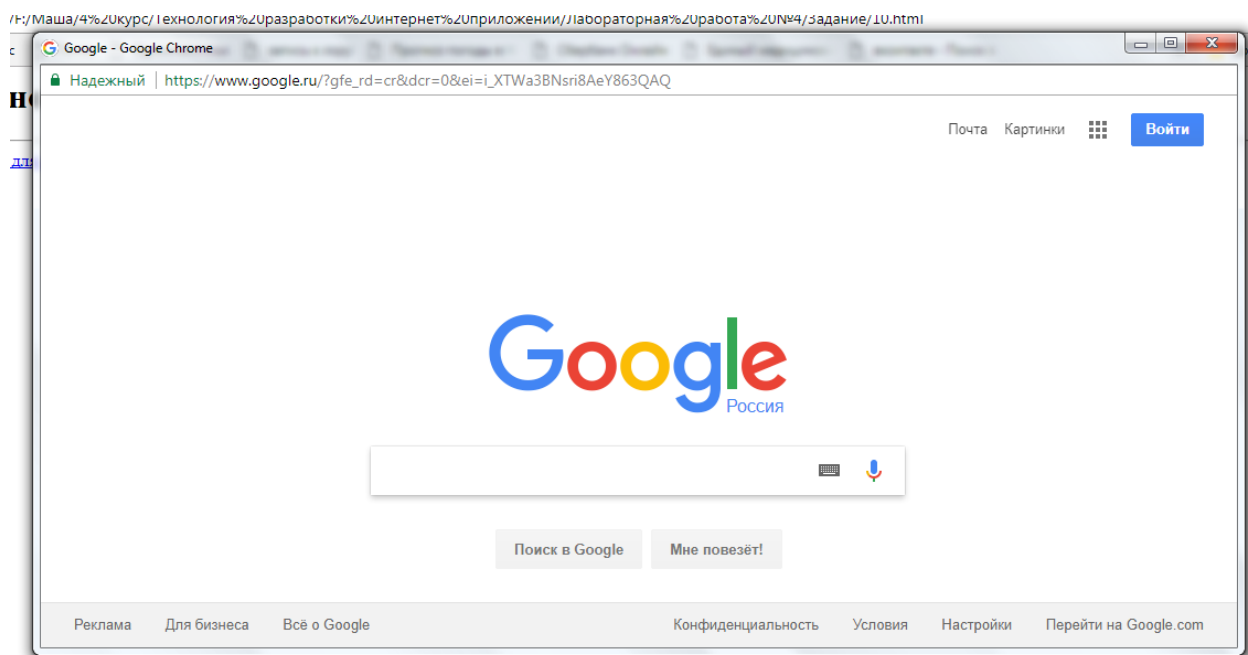 /F:/Маша/4%20курс/Технология%20разработки%20интернет%20приложении/Лабораторная%20работа%20№4/Задание/10.html
Google - Google Chrome
Надежный | https://www.google.ru/?gfe_rd=cr&dcr=0&ei=i_XTWa3BNsri8AeY863QAQ
Почта Картинки Войти
для
Google
Россия
Поиск в Google Мне повезёт!
Реклама Для бизнеса Всё о Google Конфиденциальность Условия Настройки Перейти на Google.com